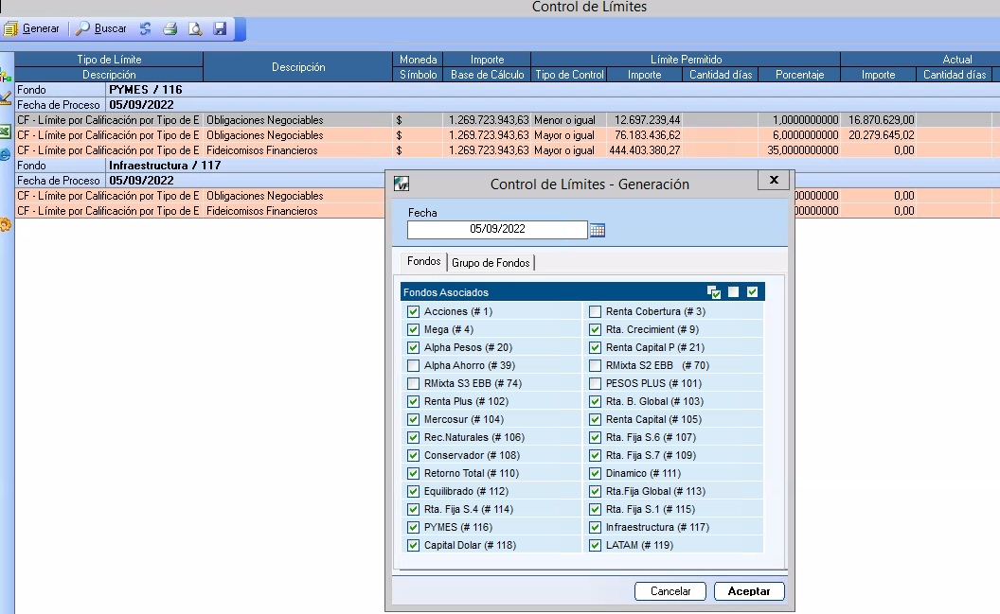 Control de Límites
Generar Buscar
Tipo de Límite Descripción Moneda Importe Límite Permitido Actual
Descripción Símbolo Base de Cálculo Tipo de Control Importe Cantidad días Porcentaje Importe Cantidad días
Fondo PYMES / 116
Fecha de Proceso 05/09/2022
CF - Límite por Calificación por Tipo de E Obligaciones Negociables $ 1.269.723.943,63 Menor o igual 12.697.239,44 1,0000000000 16.870.629,00
CF - Límite por Calificación por Tipo de E Obligaciones Negociables $ 1.269.723.943,63 Mayor o igual 76.183.436,62 6,0000000000 20.279.645,02
CF - Límite por Calificación por Tipo de E Fideicomisos Financieros $ 1.269.723.943,63 Mayor o igual 444.403.380,27 35,0000000000 0,00
Fondo Infraestructura / 117
Fecha de Proceso 05/09/2022
CF - Límite por Calificación por Tipo de E Obligaciones Negociables 0000000000 0,00
CF - Límite por Calificación por Tipo de E Fideicomisos Financieros 0000000000 0,00
VF Control de Límites - Generación X
Fecha
05/09/2022
Fondos Grupo de Fondos
Fondos Asociados
Acciones (# 1) Renta Cobertura (# 3)
Mega (# 4) Rta. Crecimient (# 9)
Alpha Pesos (# 20) Renta Capital P (# 21)
Alpha Ahorro (# 39) RMixta S2 EBB (# 70)
RMixta S3 EBB (# 74) PESOS PLUS (# 101)
Renta Plus (# 102) Rta. B. Global (# 103)
Mercosur (# 104) Renta Capital (# 105)
Rec.Naturales (# 106) Rta. Fija S.6 (# 107)
Conservador (# 108) Rta. Fija S.7 (# 109)
Retorno Total (# 110) Dinamico (# 111)
Equilibrado (# 112) Rta.Fija Global (# 113)
Rta. Fija S.4 (# 114) Rta. Fija S.1 (# 115)
PYMES (# 116) Infraestructura (# 117)
Capital Dolar (# 118) LATAM (# 119)
Cancelar Aceptar